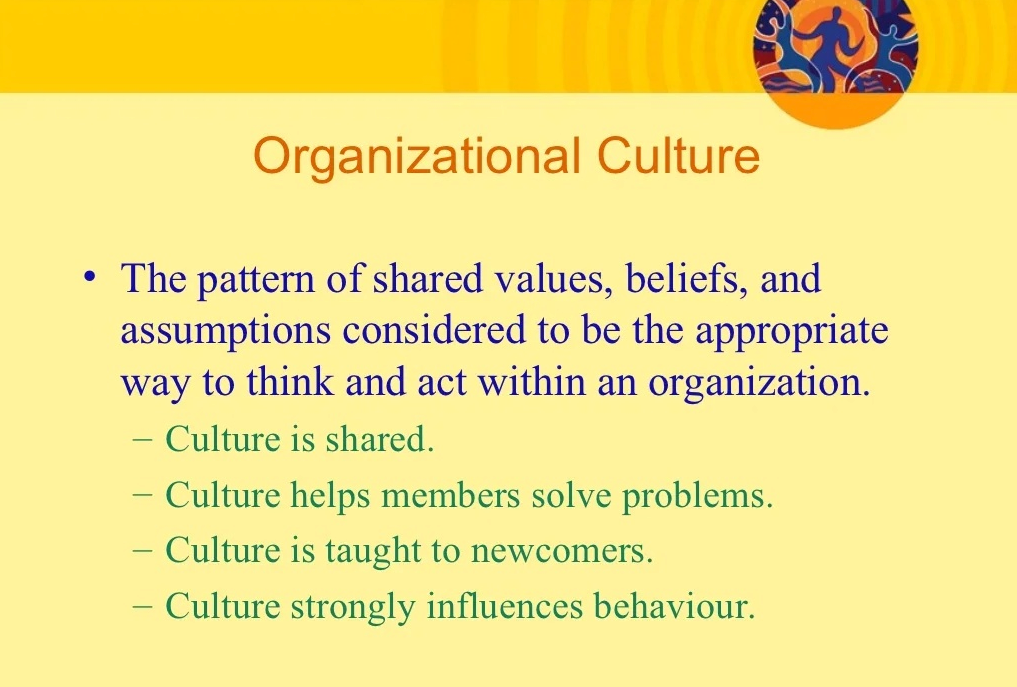 Organizational Culture
• The pattern of shared values, beliefs, and
assumptions considered to be the appropriate
way to think and act within an organization.
– Culture is shared.
– Culture helps members solve problems.
– Culture is taught to newcomers.
– Culture strongly influences behaviour.